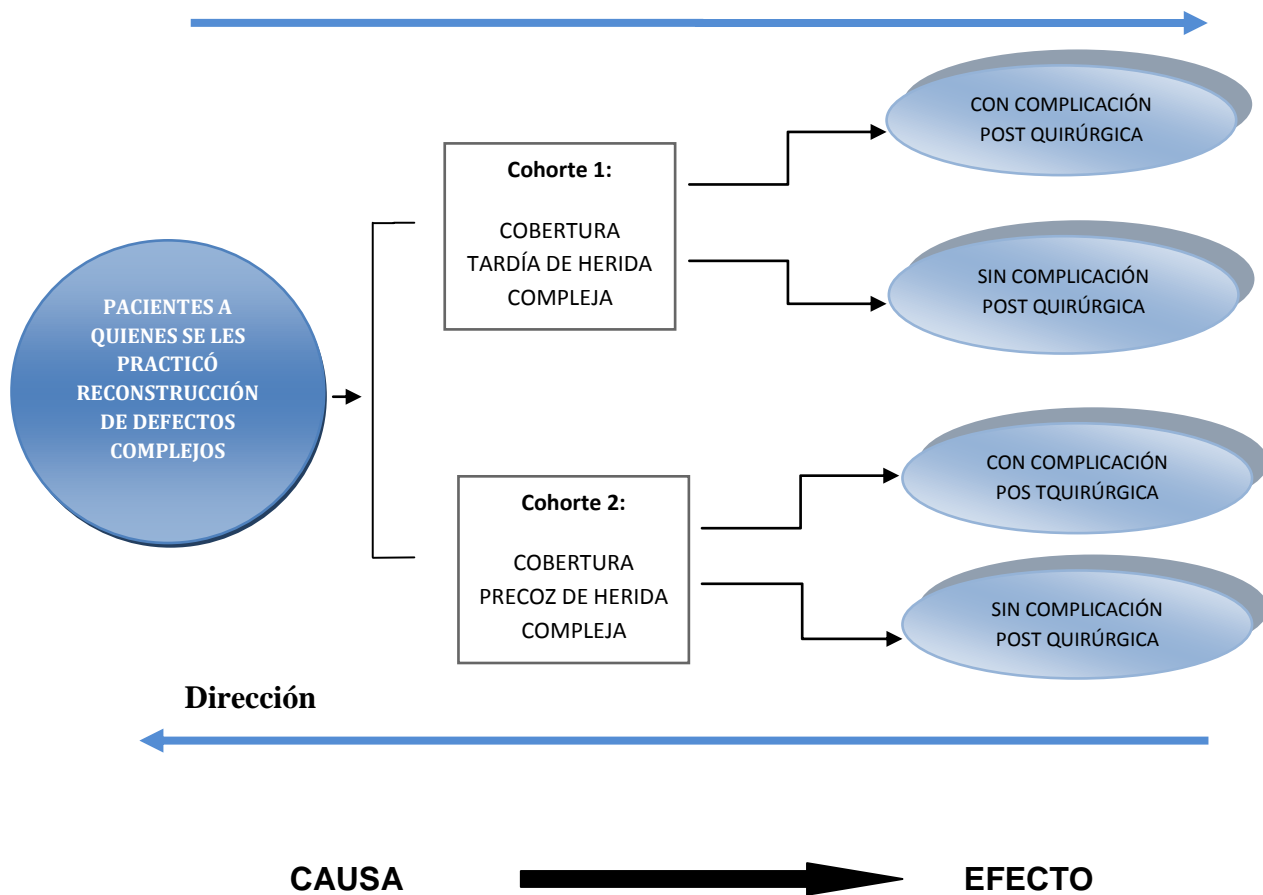 PACIENTES A
QUIENES SE LES
PRACTICÓ
RECONSTRUCCIÓN
DE DEFECTOS
COMPLEJOS
Cohorte 1:
COBERTURA
TARDÍA DE HERIDA
COMPLEJA
CON COMPLICACIÓN
POST QUIRÚRGICA
SIN COMPLICACIÓN
POST QUIRÚRGICA
Cohorte 2:
COBERTURA
PRECOZ DE HERIDA
COMPLEJA
CON COMPLICACIÓN
POS TQUIRÚRGICA
SIN COMPLICACIÓN
POST QUIRÚRGICA
Dirección
CAUSA
EFECTO